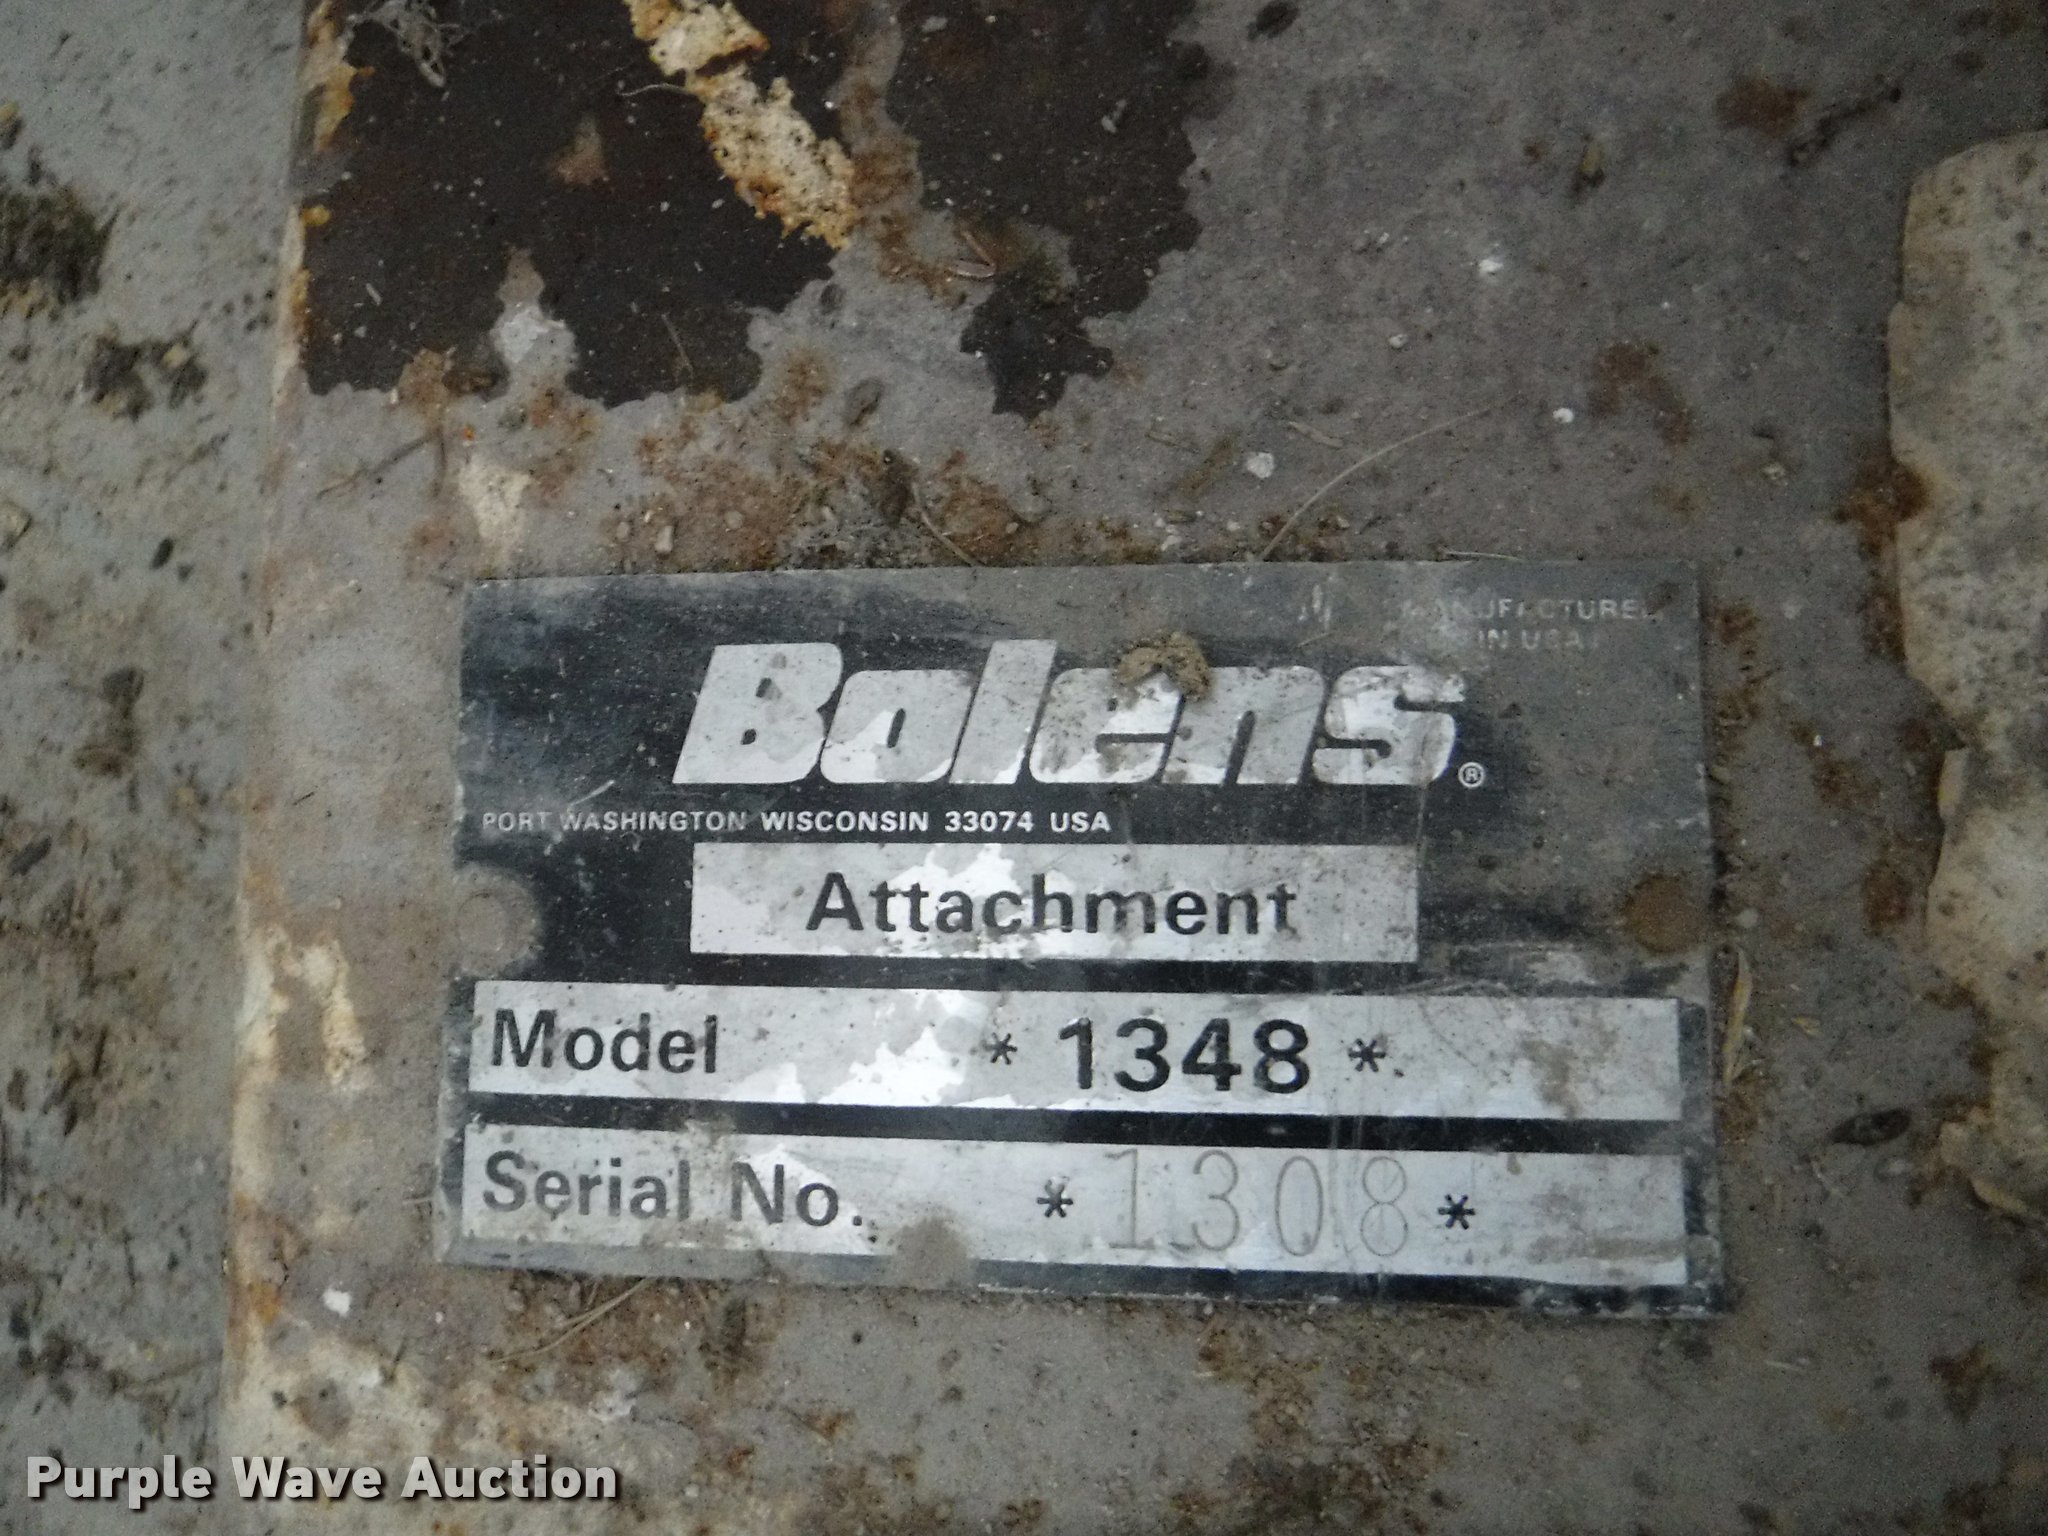 MANUFACTURED
IN USA
Bolens®
PORT WASHINGTON WISCONSIN 33074 USA
Attachment
Model * 1348 *
Serial No. * 1308 *
Purple Wave Auction